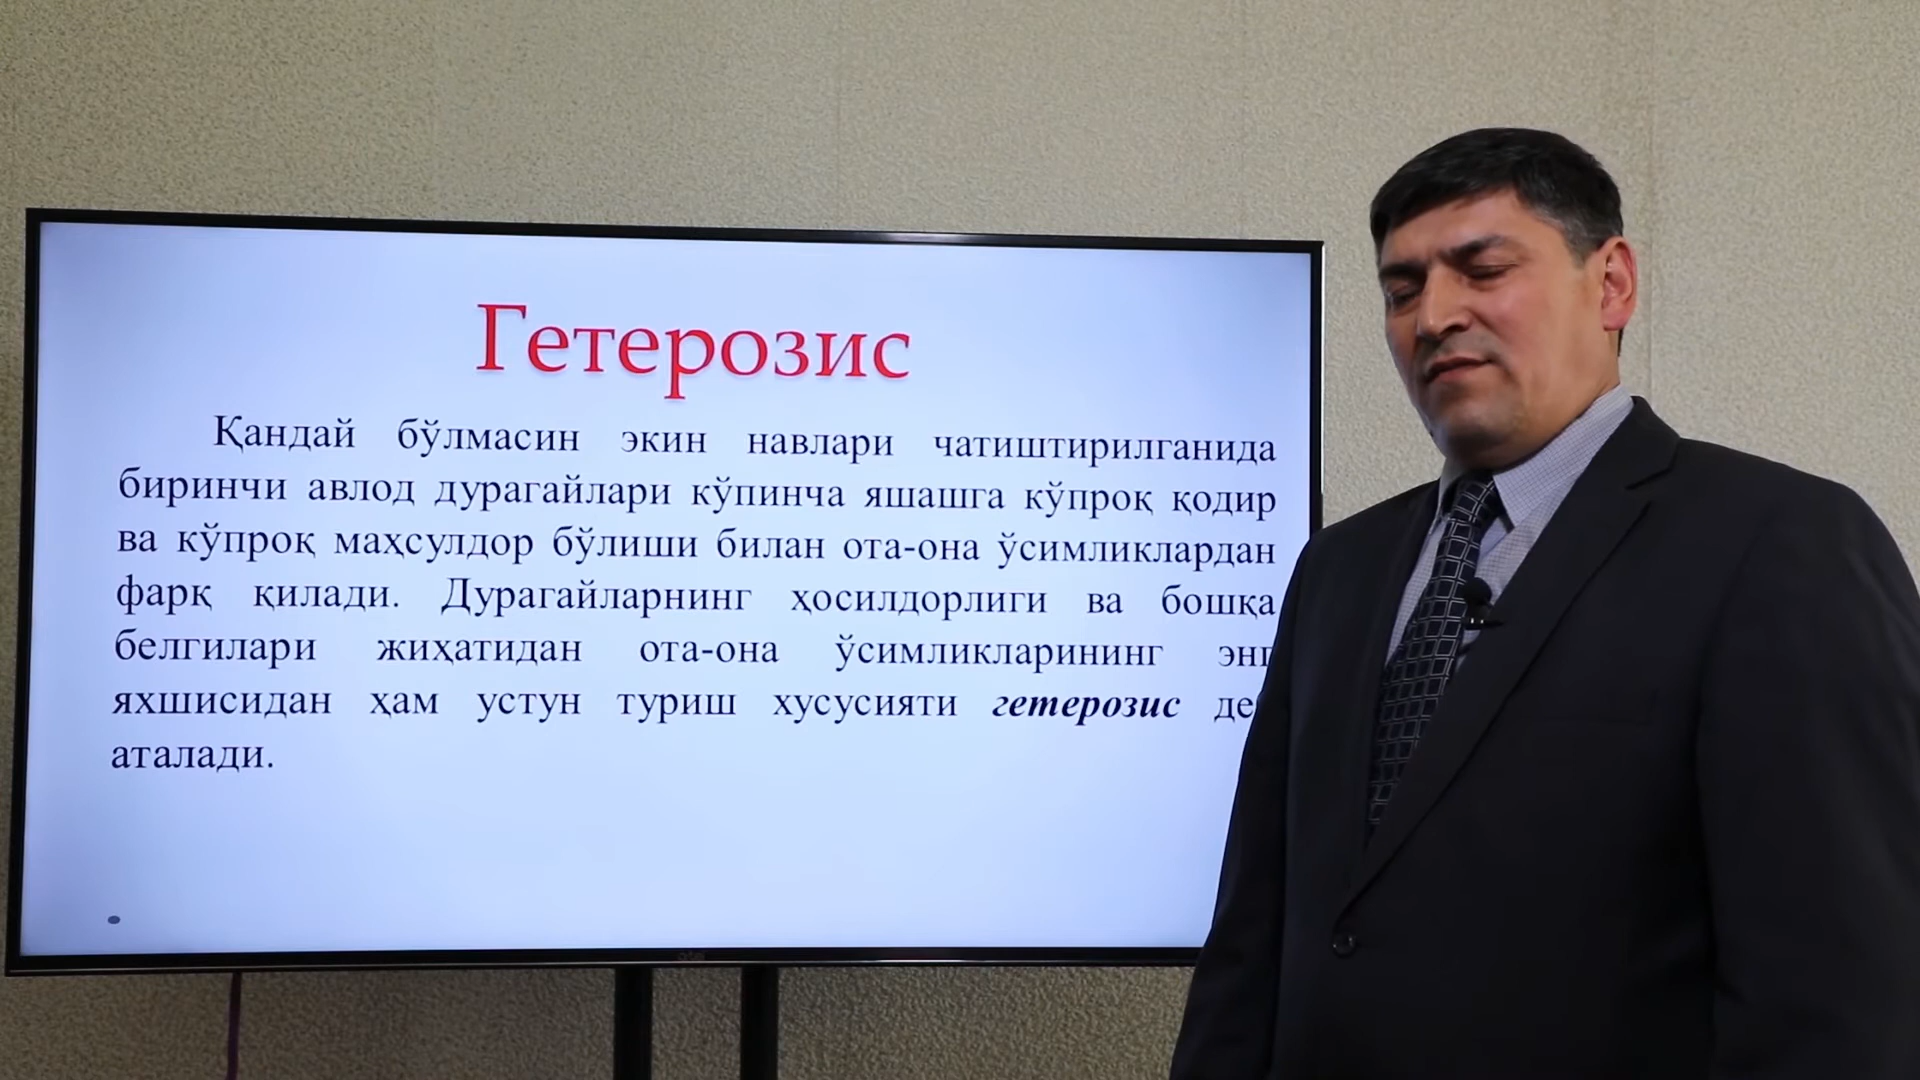 Гетерозис
Қандай бўлмасин экин навлари чатиштирилганида
биринчи авлод дурагайлари кўпинча яшашга кўпроқ қодир
ва кўпроқ маҳсулдор бўлиши билан ота-она ўсимликлардан
фарқ қилади. Дурагайларнинг ҳосилдорлиги ва бошқа
белгилари жиҳатидан ота-она ўсимликларининг энг
яхшисидан ҳам устун туриш хусусияти гетерозис
аталади.